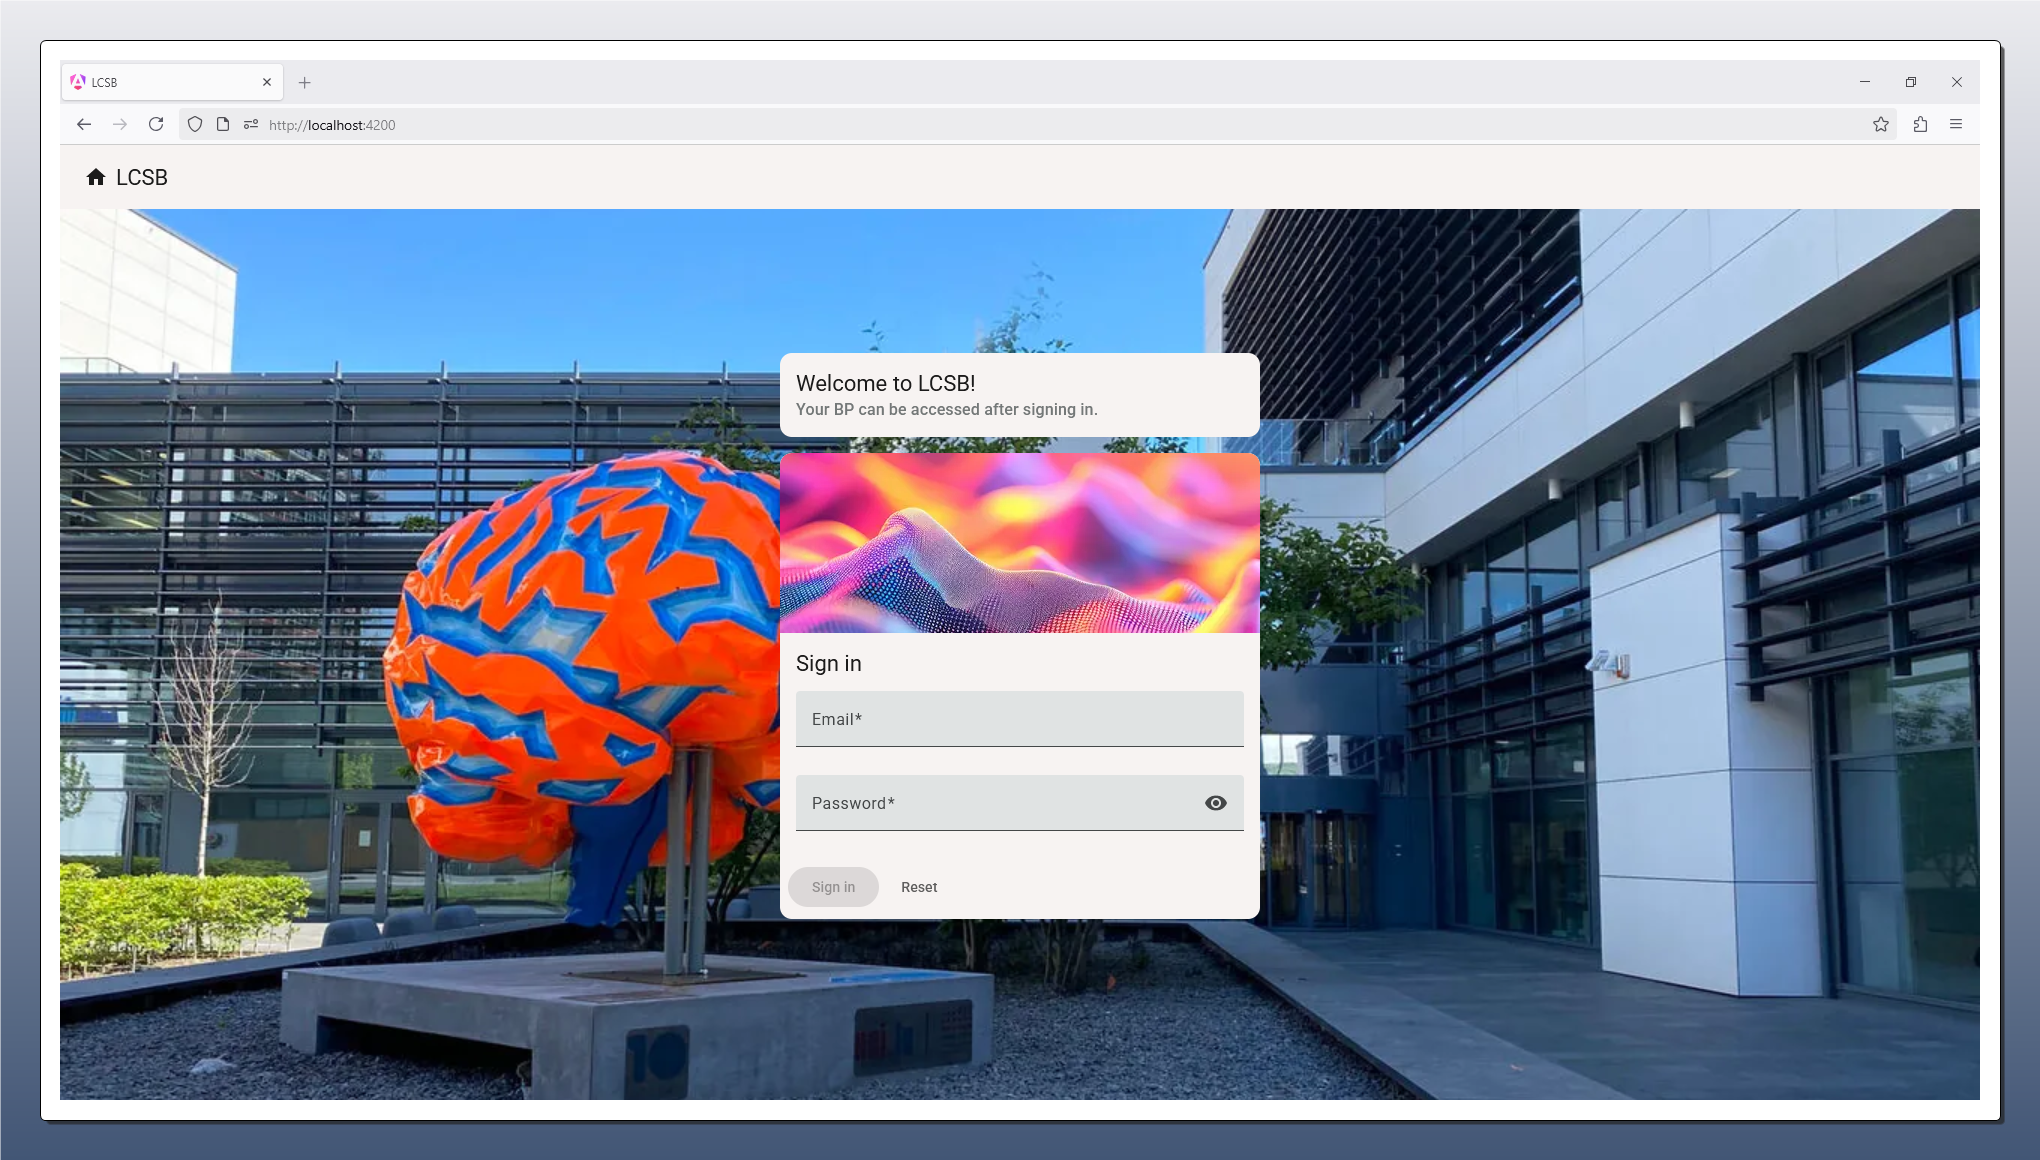 LCSB
http://localhost:4200
LCSB
Welcome to LCSB!
Your BP can be accessed after signing in.
Sign in
Email*
Password*
Sign in
Reset
10